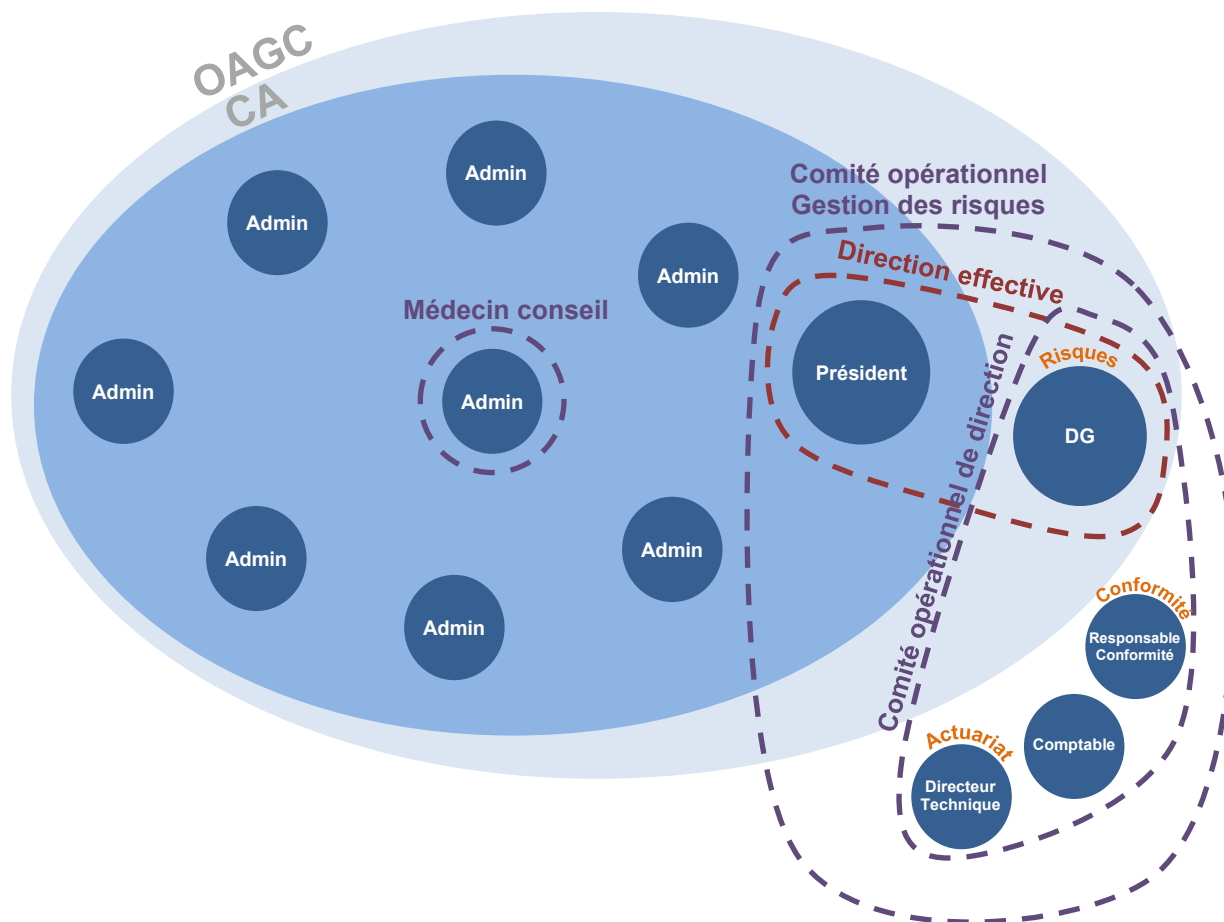 OAGC
CA
Admin
Admin
Admin
Admin
Médecin conseil
Admin
Admin
Admin
Admin
Comité opérationnel
Gestion des risques
Direction effective
Président
Comité opérationnel de direction
Risques
DG
Conformité
Responsable
Conformité
Comptable
Actuariat
Directeur
Technique